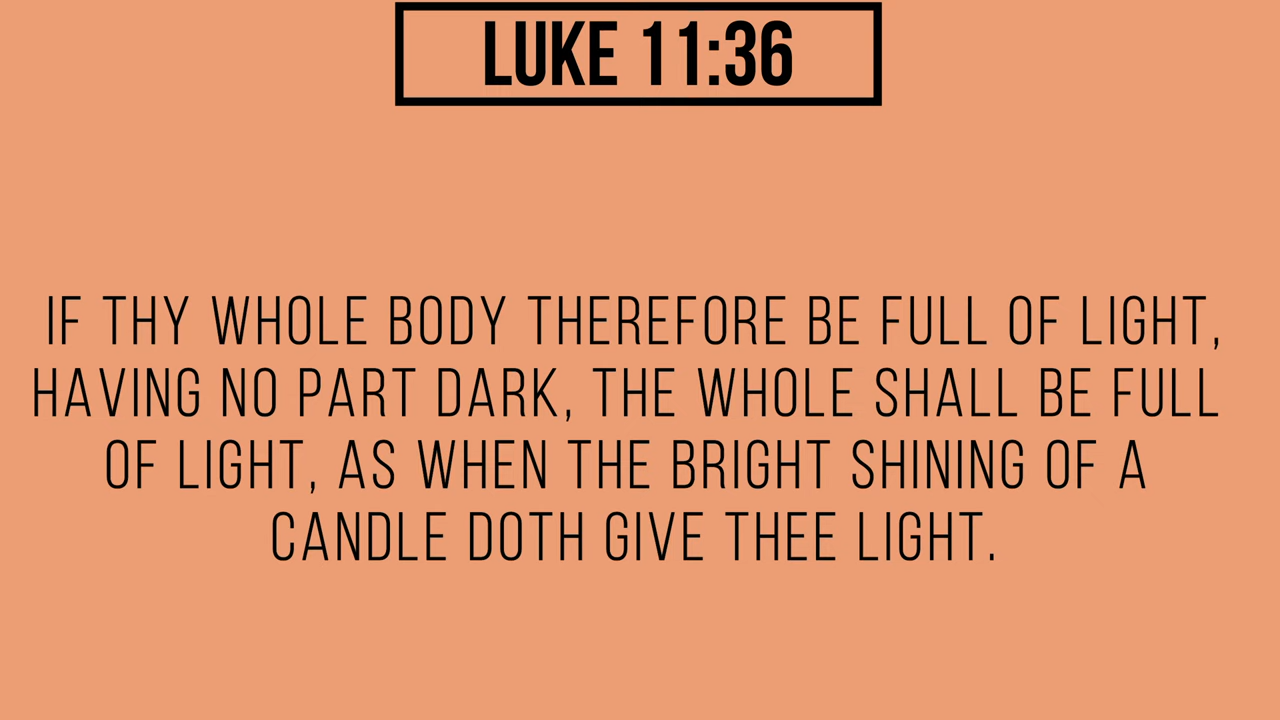 LUKE 11:36
IF THY WHOLE BODY THEREFORE BE FULL OF LIGHT,
HAVING NO PART DARK, THE WHOLE SHALL BE FULL
OF LIGHT, AS WHEN THE BRIGHT SHINING OF A
CANDLE DOTH GIVE THEE LIGHT.